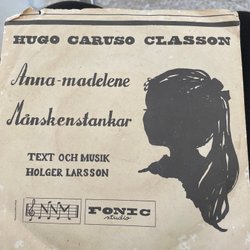 HUGO CARUSO CLASSON
Anna-madelene
Månskenstankar
TEXT OCH MUSIK
HOLGER LARSSON
FONIC
studio